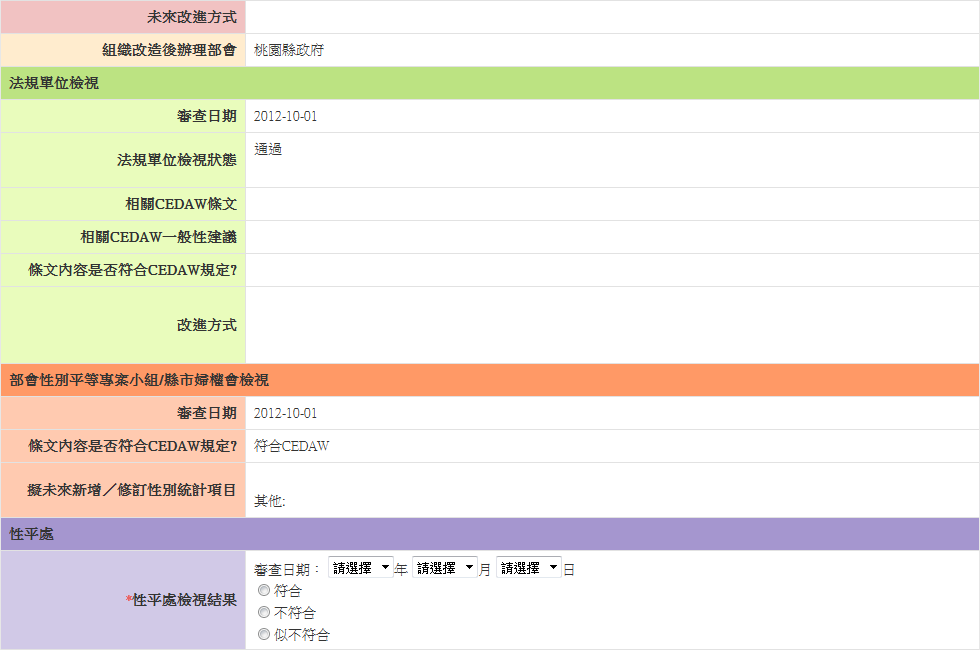 未來改進方式
組織改造後辦理部會 桃園縣政府
法規單位檢視
審查日期 2012-10-01
法規單位檢視狀態 通過
相關CEDAW條文
相關CEDAW一般性建議
條文內容是否符合CEDAW規定?
改進方式
部會性別平等專案小組/縣市婦權會檢視
審查日期 2012-10-01
條文內容是否符合CEDAW規定? 符合CEDAW
擬未來新增／修訂性別統計項目 其他:
性平處
*性平處檢視結果 審查日期： 請選擇 年 請選擇 月 請選擇 日
符合
不符合
似不符合